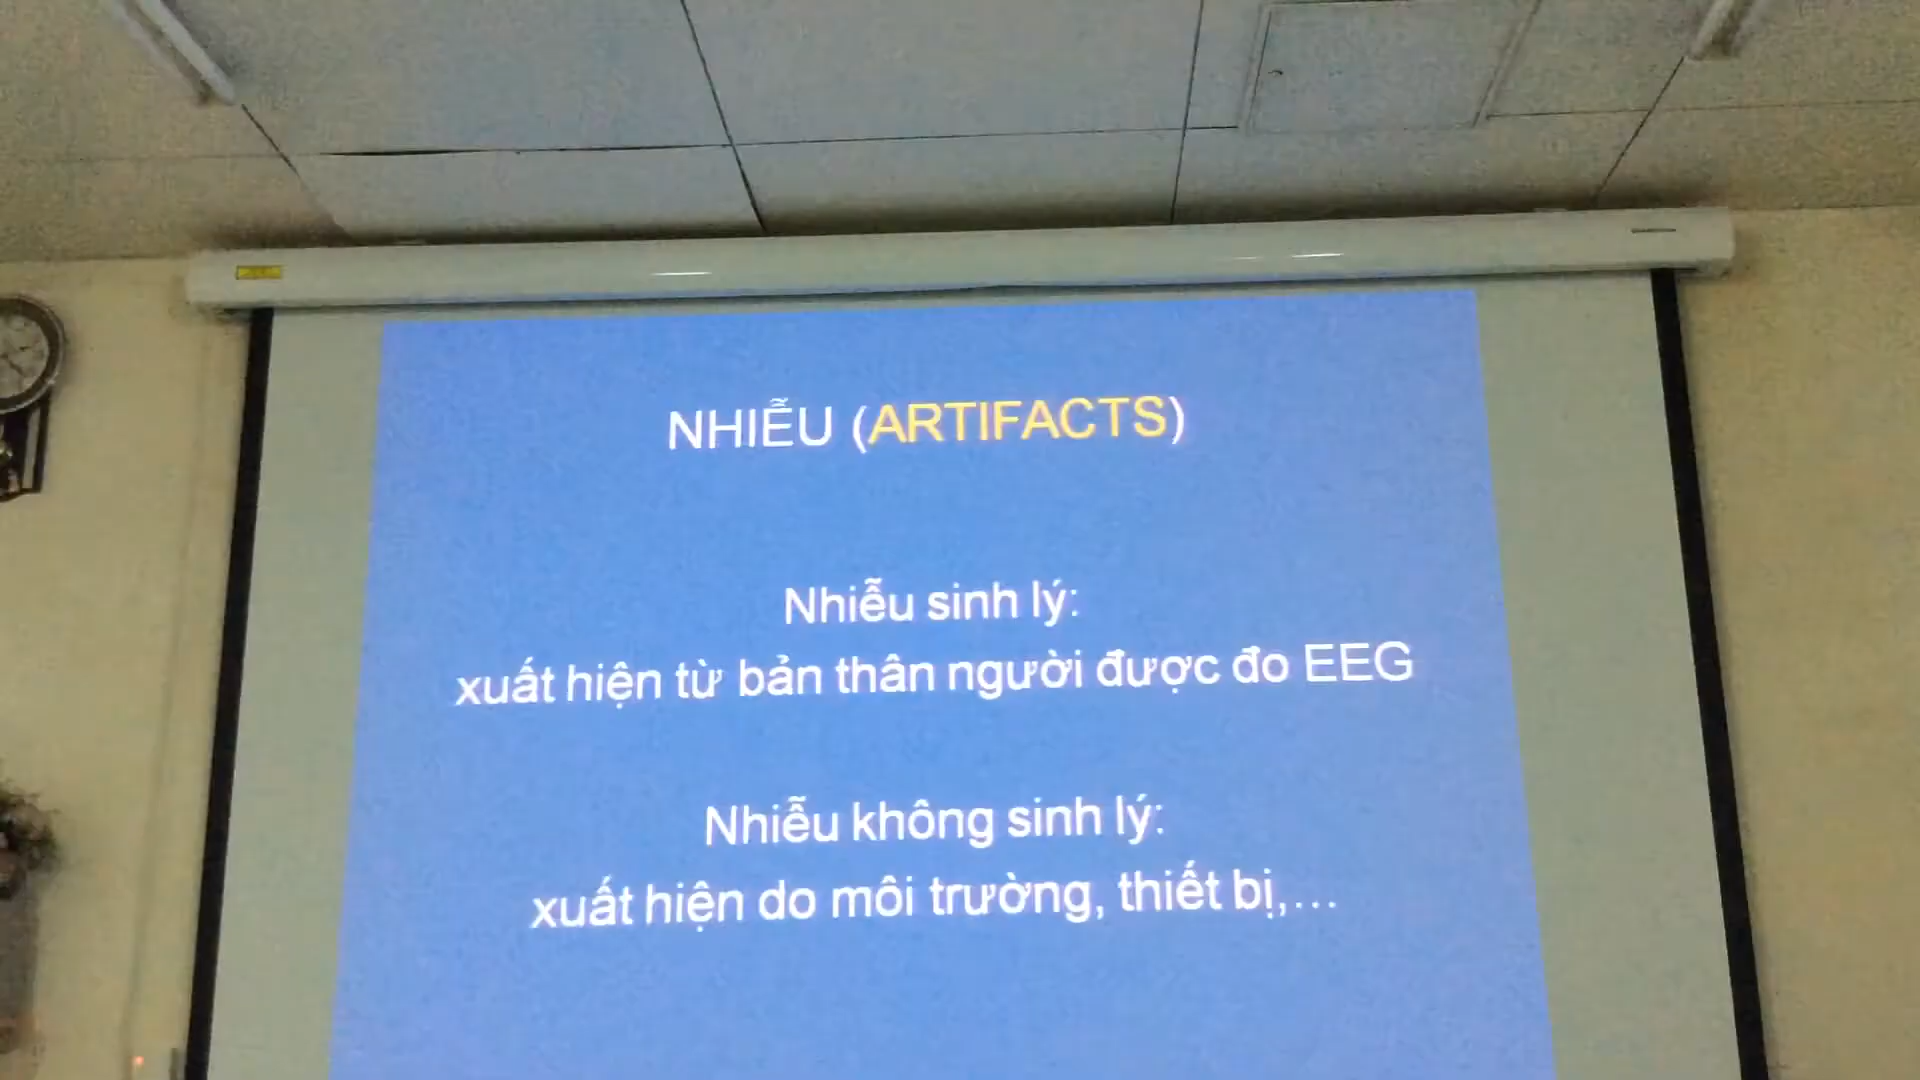 NHIỄU (ARTIFACTS)
Nhiễu sinh lý:
xuất hiện từ bản thân người được đo EEG
Nhiễu không sinh lý:
xuất hiện do môi trường, thiết bị,...